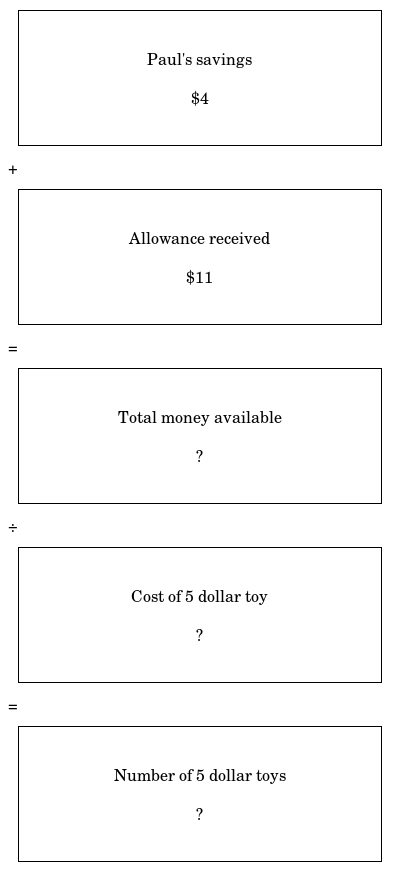 Paul's savings
$4
+
Allowance received
$11
=
Total money available
?
÷
Cost of 5 dollar toy
?
=
Number of 5 dollar toys
?